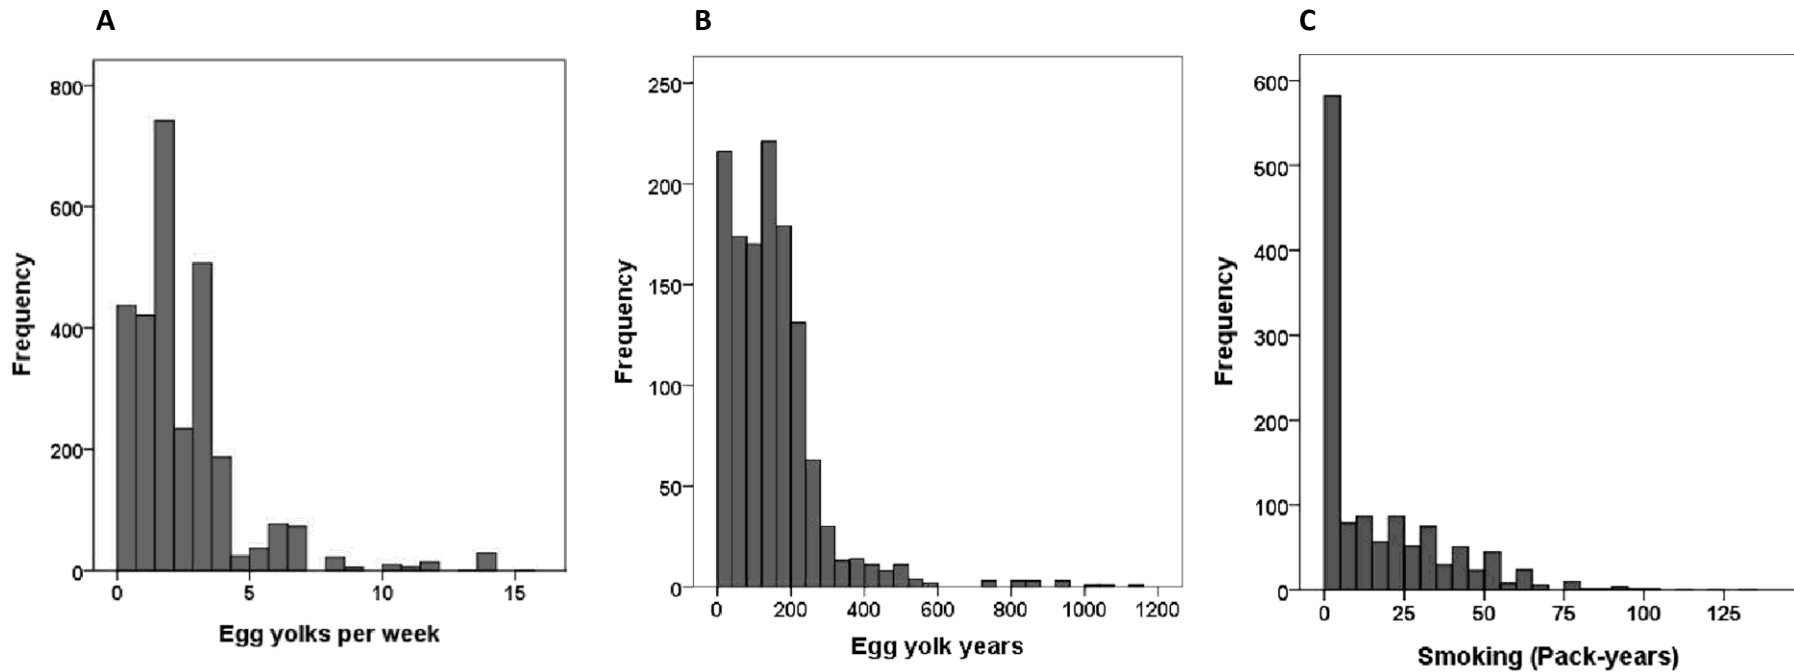 A
B
C
Frequency
800
600
400
200
0
0 5 10 15
Egg yolks per week
Frequency
250
200
150
100
50
0
0 200 400 600 800 1000 1200
Egg yolk years
Frequency
600
500
400
300
200
100
0
0 25 50 75 100 125
Smoking (Pack-years)